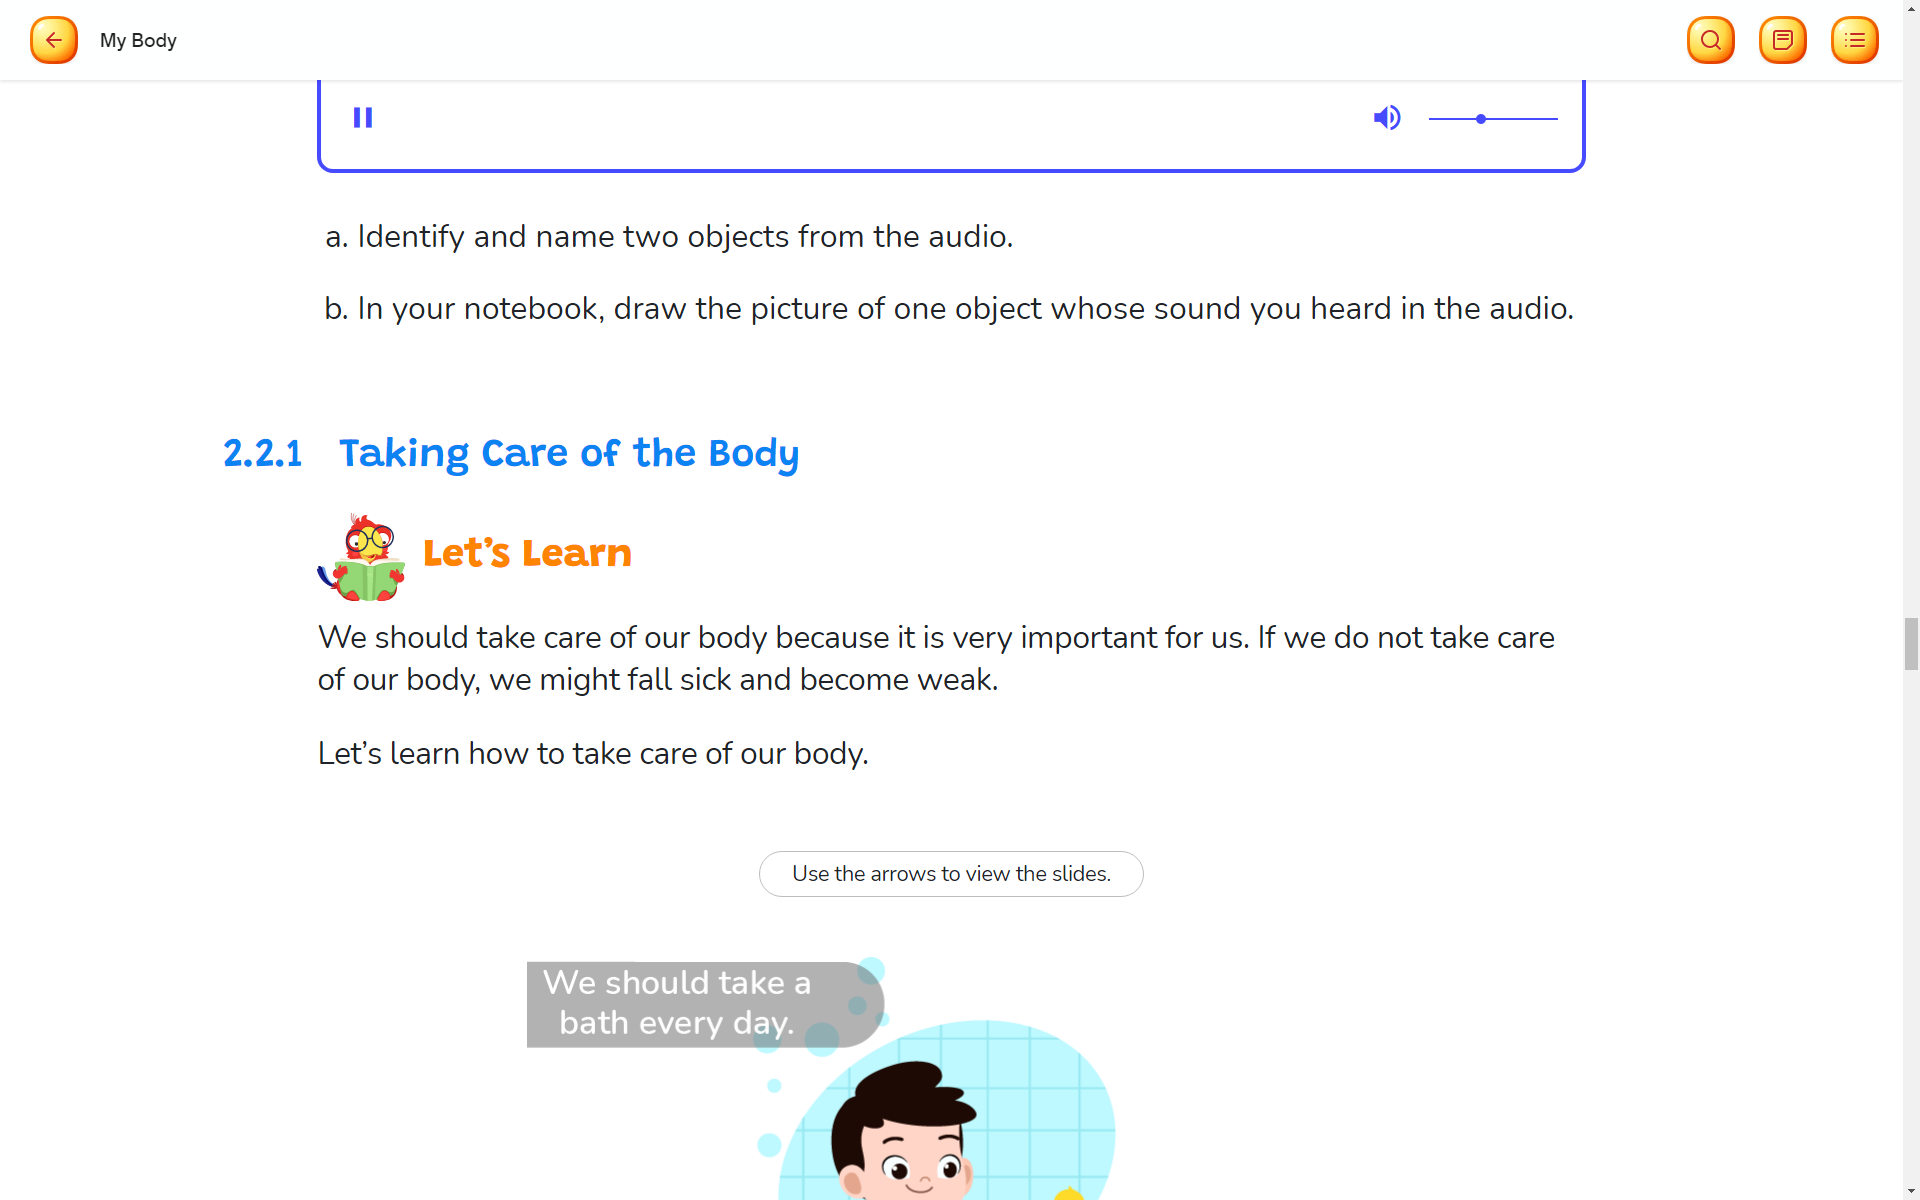 My Body
a. Identify and name two objects from the audio.
b. In your notebook, draw the picture of one object whose sound you heard in the audio.
2.2.1 Taking Care of the Body
Let’s Learn
We should take care of our body because it is very important for us. If we do not take care
of our body, we might fall sick and become weak.
Let’s learn how to take care of our body.
Use the arrows to view the slides.
We should take a
bath every day.